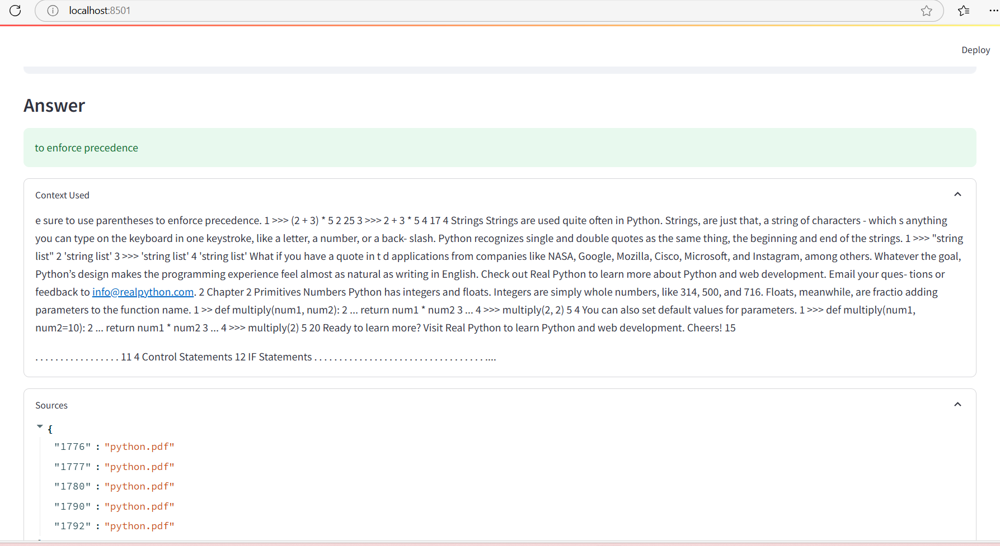 localhost:8501
Deploy
Answer
to enforce precedence
Context Used
e sure to use parentheses to enforce precedence. 1 >>> (2 + 3) * 5 2 25 3 >>> 2 + 3 * 5 4 17 4 Strings Strings are used quite often in Python. Strings, are just that, a string of characters - which s anything
you can type on the keyboard in one keystroke, like a letter, a number, or a back- slash. Python recognizes single and double quotes as the same thing, the beginning and end of the strings. 1 >>> "string
list" 2 'string list' 3 >>> 'string list' 4 'string list' What if you have a quote in t d applications from companies like NASA, Google, Mozilla, Cisco, Microsoft, and Instagram, among others. Whatever the goal,
Python’s design makes the programming experience feel almost as natural as writing in English. Check out Real Python to learn more about Python and web development. Email your ques- tions or
feedback to info@realpython.com. 2 Chapter 2 Primitives Numbers Python has integers and floats. Integers are simply whole numbers, like 314, 500, and 716. Floats, meanwhile, are fractio adding
parameters to the function name. 1 >> def multiply(num1, num2): 2 ... return num1 * num2 3 ... 4 >>> multiply(2, 2) 5 4 You can also set default values for parameters. 1 >>> def multiply(num1,
num2=10): 2 ... return num1 * num2 3 ... 4 >>> multiply(2) 5 20 Ready to learn more? Visit Real Python to learn Python and web development. Cheers! 15
. . . . . . . . . . . . . . . . . 11 4 Control Statements 12 IF Statements . . . . . . . . . . . . . . . . . . . . . . . . . . . . . . . . . . ....
Sources
{
"1776" : "python.pdf"
"1777" : "python.pdf"
"1780" : "python.pdf"
"1790" : "python.pdf"
"1792" : "python.pdf"